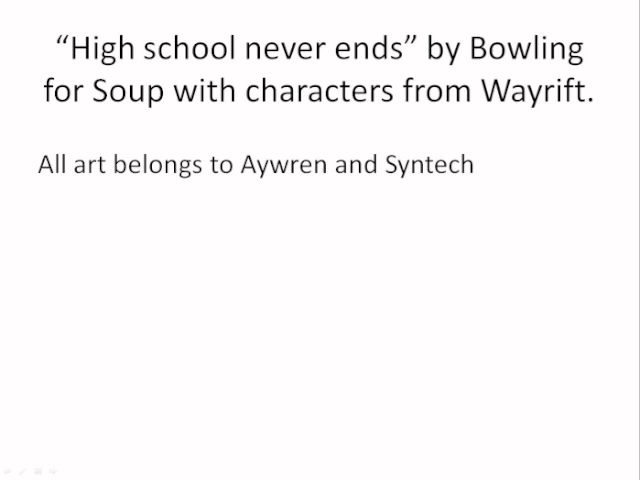 “High school never ends” by Bowling
for Soup with characters from Wayrift.
All art belongs to Aywren and Syntech